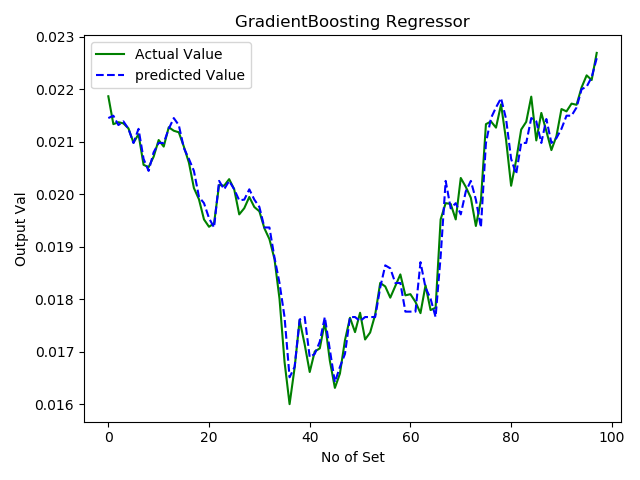 GradientBoosting Regressor
Actual Value
predicted Value
Output Val
0.023
0.022
0.021
0.020
0.019
0.018
0.017
0.016
0 20 40 60 80 100
No of Set